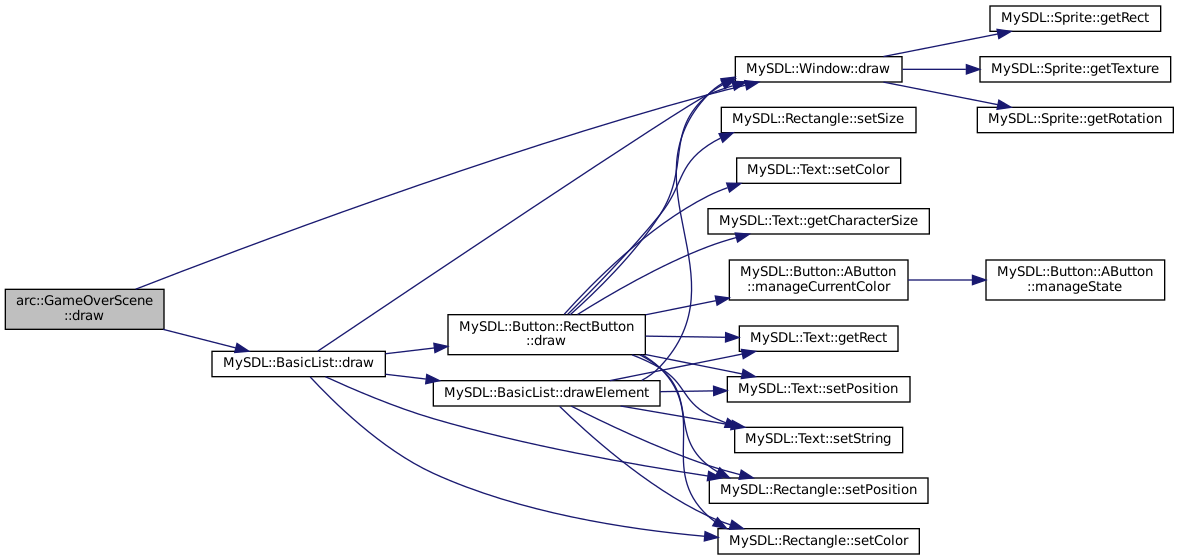 arc::GameOverScene
::draw
MySDL::BasicList::draw
MySDL::Button::RectButton
::draw
MySDL::BasicList::drawElement
MySDL::Window::draw
MySDL::Rectangle::setSize
MySDL::Text::setColor
MySDL::Text::getCharacterSize
MySDL::Button::AButton
::manageCurrentColor
MySDL::Text::getRect
MySDL::Text::setPosition
MySDL::Text::setString
MySDL::Rectangle::setPosition
MySDL::Rectangle::setColor
MySDL::Sprite::getRect
MySDL::Sprite::getTexture
MySDL::Sprite::getRotation
MySDL::Button::AButton
::manageState